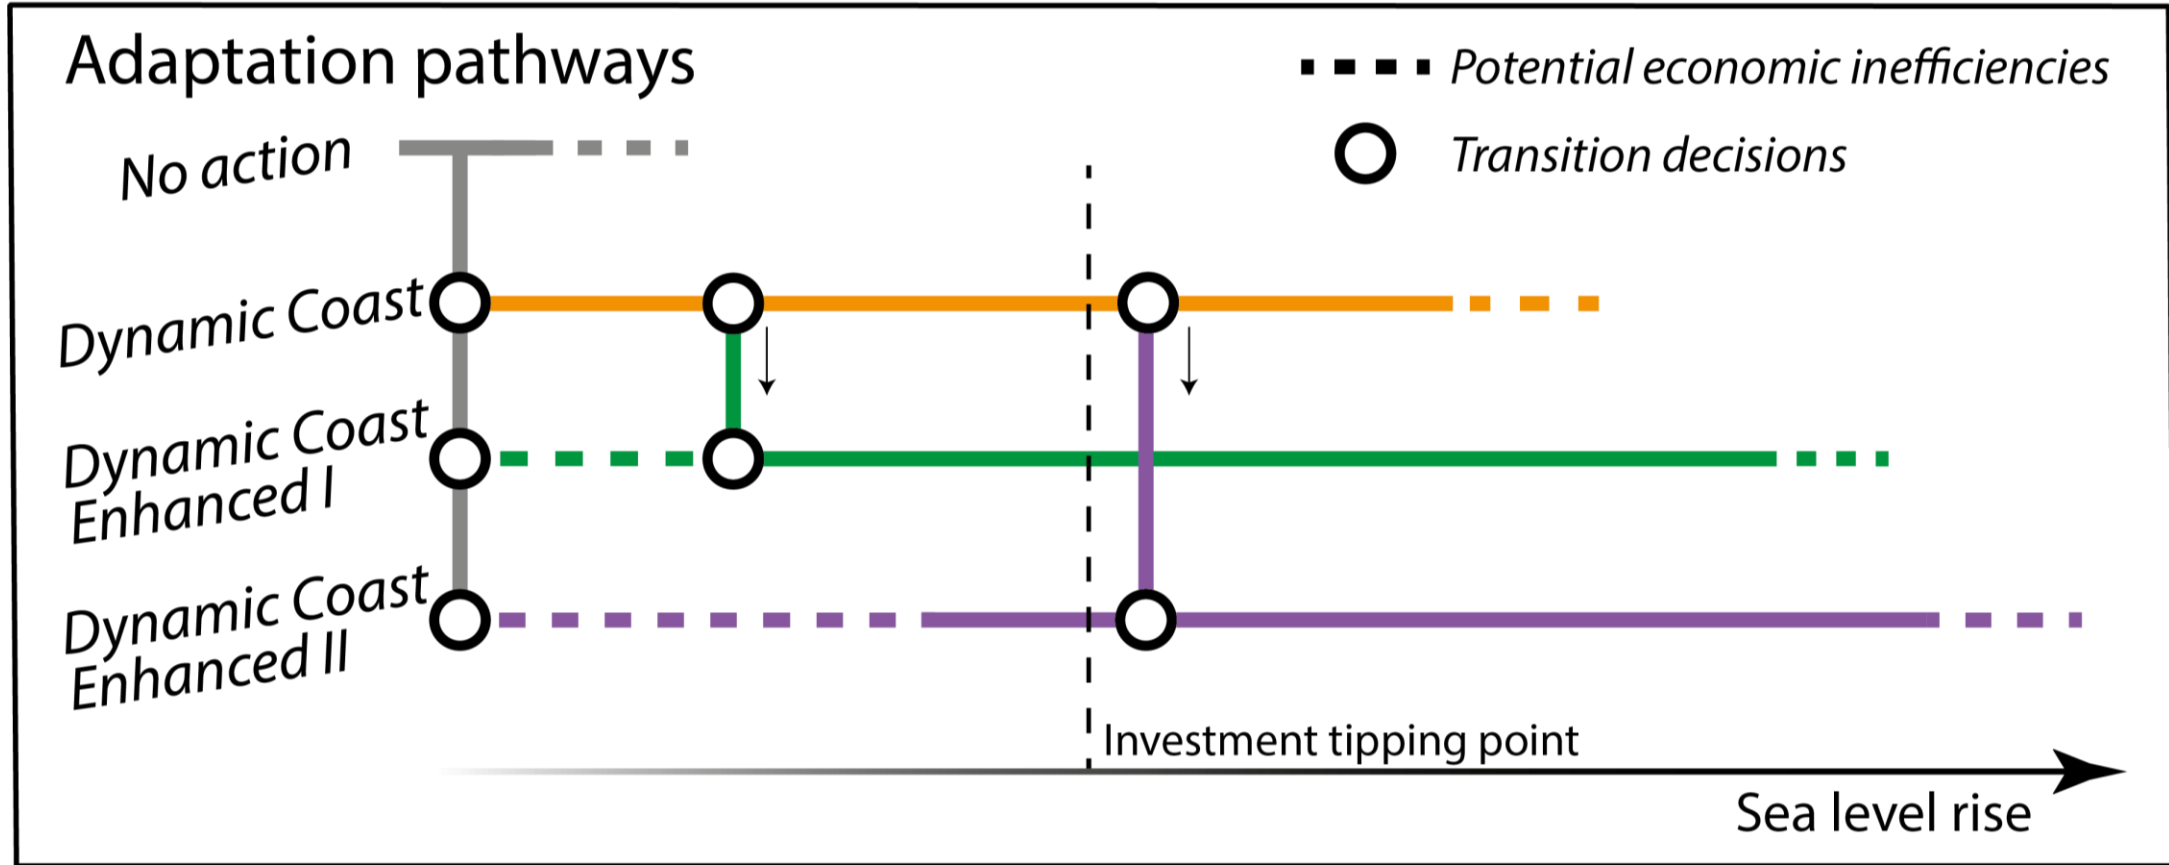 Adaptation pathways
Potential economic inefficiencies
Transition decisions
No action
Dynamic Coast
Dynamic Coast
Enhanced I
Dynamic Coast
Enhanced II
Investment tipping point
Sea level rise